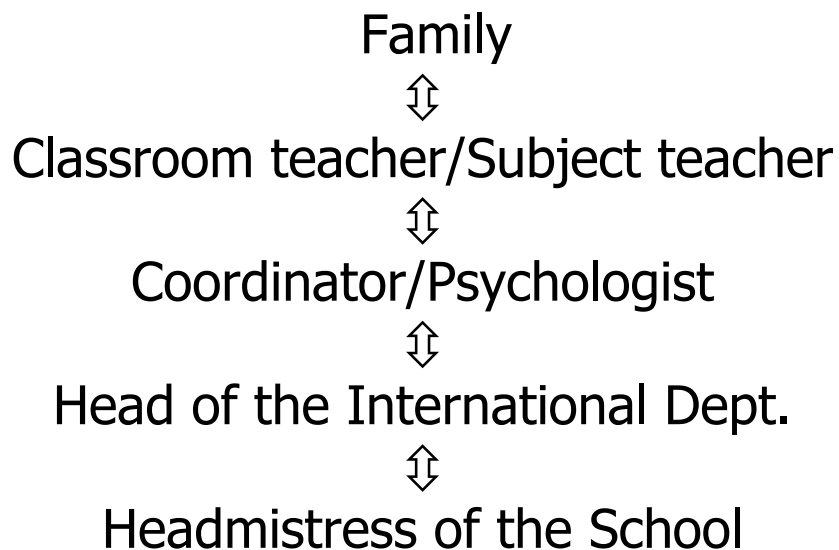 Family
⇕
Classroom teacher/Subject teacher
⇕
Coordinator/Psychologist
⇕
Head of the International Dept.
⇕
Headmistress of the School